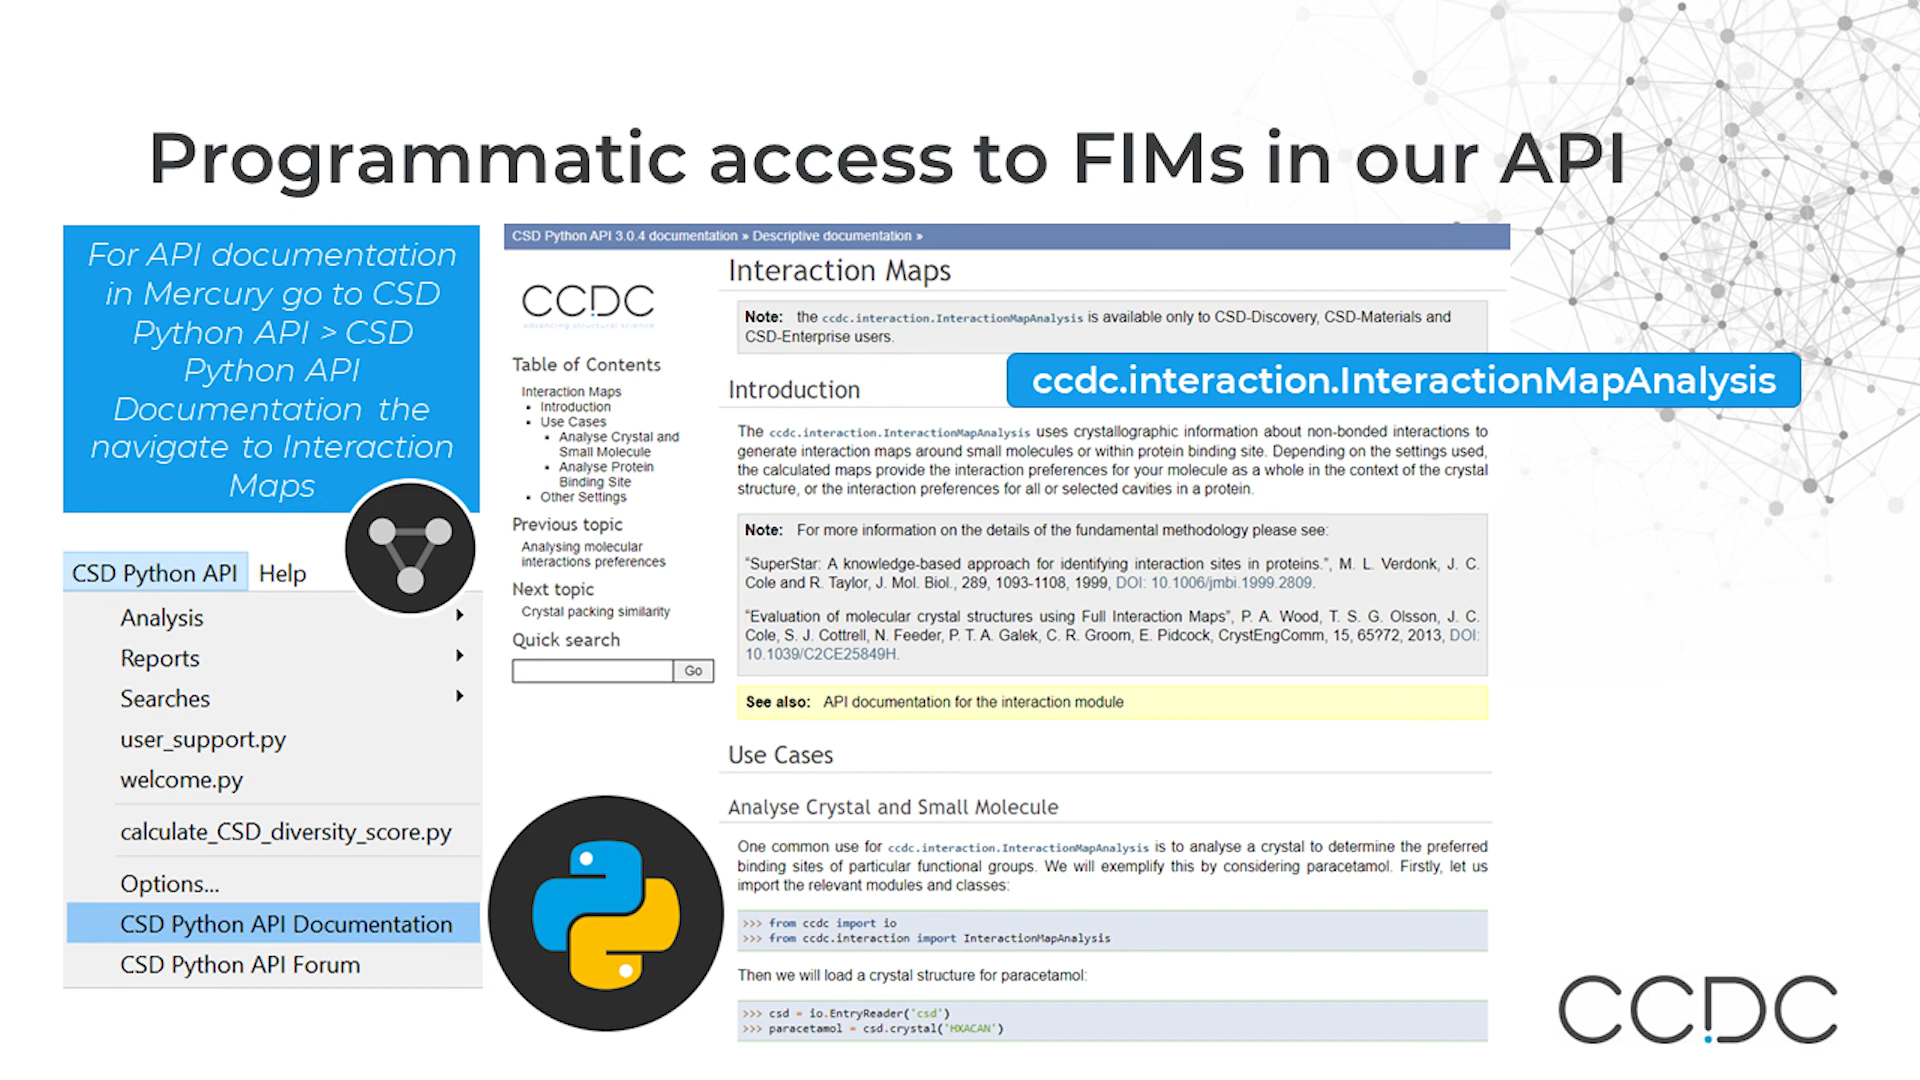 Programmatic access to FIMs in our API
For API documentation
in Mercury go to CSD
Python API > CSD
Python API
Documentation the
navigate to Interaction
Maps
CSD Python API Help
Analysis
Reports
Searches
user_support.py
welcome.py
calculate_CSD_diversity_score.py
Options...
CSD Python API Documentation
CSD Python API Forum
CSD Python API 3.0.4 documentation » Descriptive documentation »
CCDC
advancing structural science
Table of Contents
Interaction Maps
Introduction
Use Cases
Analyse Crystal and
Small Molecule
Analyse Protein
Binding Site
Other Settings
Previous topic
Analysing molecular
interactions preferences
Next topic
Crystal packing similarity
Quick search
Go
Interaction Maps
Note: the ccdc.interaction.InteractionMapAnalysis is available only to CSD-Discovery, CSD-Materials and
CSD-Enterprise users.
ccdc.interaction.InteractionMapAnalysis
Introduction
The ccdc.interaction.InteractionMapAnalysis uses crystallographic information about non-bonded interactions to
generate interaction maps around small molecules or within protein binding site. Depending on the settings used,
the calculated maps provide the interaction preferences for your molecule as a whole in the context of the crystal
structure, or the interaction preferences for all or selected cavities in a protein.
Note: For more information on the details of the fundamental methodology please see:
“SuperStar: A knowledge-based approach for identifying interaction sites in proteins.”, M. L. Verdonk, J. C.
Cole and R. Taylor, J. Mol. Biol., 289, 1093-1108, 1999, DOI: 10.1006/jmbi.1999.2809.
“Evaluation of molecular crystal structures using Full Interaction Maps”, P. A. Wood, T. S. G. Olsson, J. C.
Cole, S. J. Cottrell, N. Feeder, P. T. A. Galek, C. R. Groom, E. Pidcock, CrystEngComm, 15, 65?72, 2013, DOI:
10.1039/C2CE25849H.
See also: API documentation for the interaction module
Use Cases
Analyse Crystal and Small Molecule
One common use for ccdc.interaction.InteractionMapAnalysis is to analyse a crystal to determine the preferred
binding sites of particular functional groups. We will exemplify this by considering paracetamol. Firstly, let us
import the relevant modules and classes:
>>> from ccdc import io
>>> from ccdc.interaction import InteractionMapAnalysis
Then we will load a crystal structure for paracetamol:
>>> csd = io.EntryReader('csd')
>>> paracetamol = csd.crystal('HXACAN')
CCDC